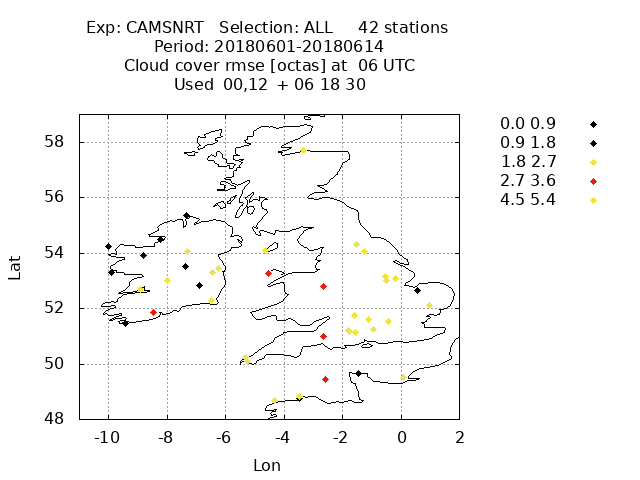 Exp: CAMSNRT   Selection: ALL     42 stations
Period: 20180601-20180614
Cloud cover rmse [octas] at  06 UTC
Used  00,12  + 06 18 30
0.0 0.9
0.9 1.8
1.8 2.7
2.7 3.6
4.5 5.4
58
56
54
52
50
48
Lat
-10 -8 -6 -4 -2 0 2
Lon